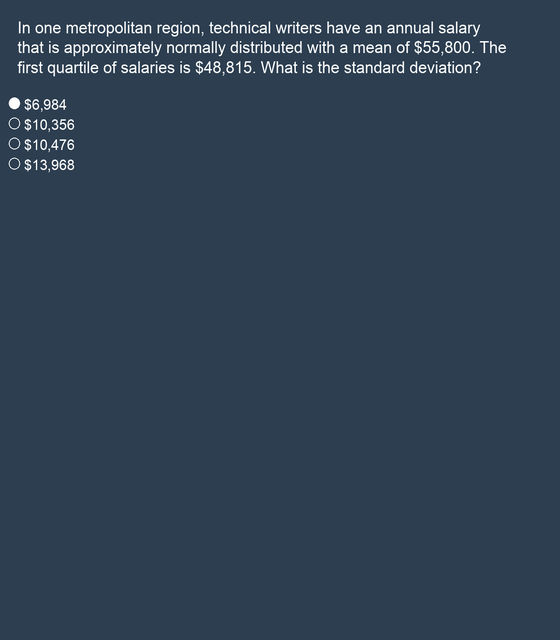 In one metropolitan region, technical writers have an annual salary
that is approximately normally distributed with a mean of $55,800. The
first quartile of salaries is $48,815. What is the standard deviation?
$6,984
$10,356
$10,476
$13,968